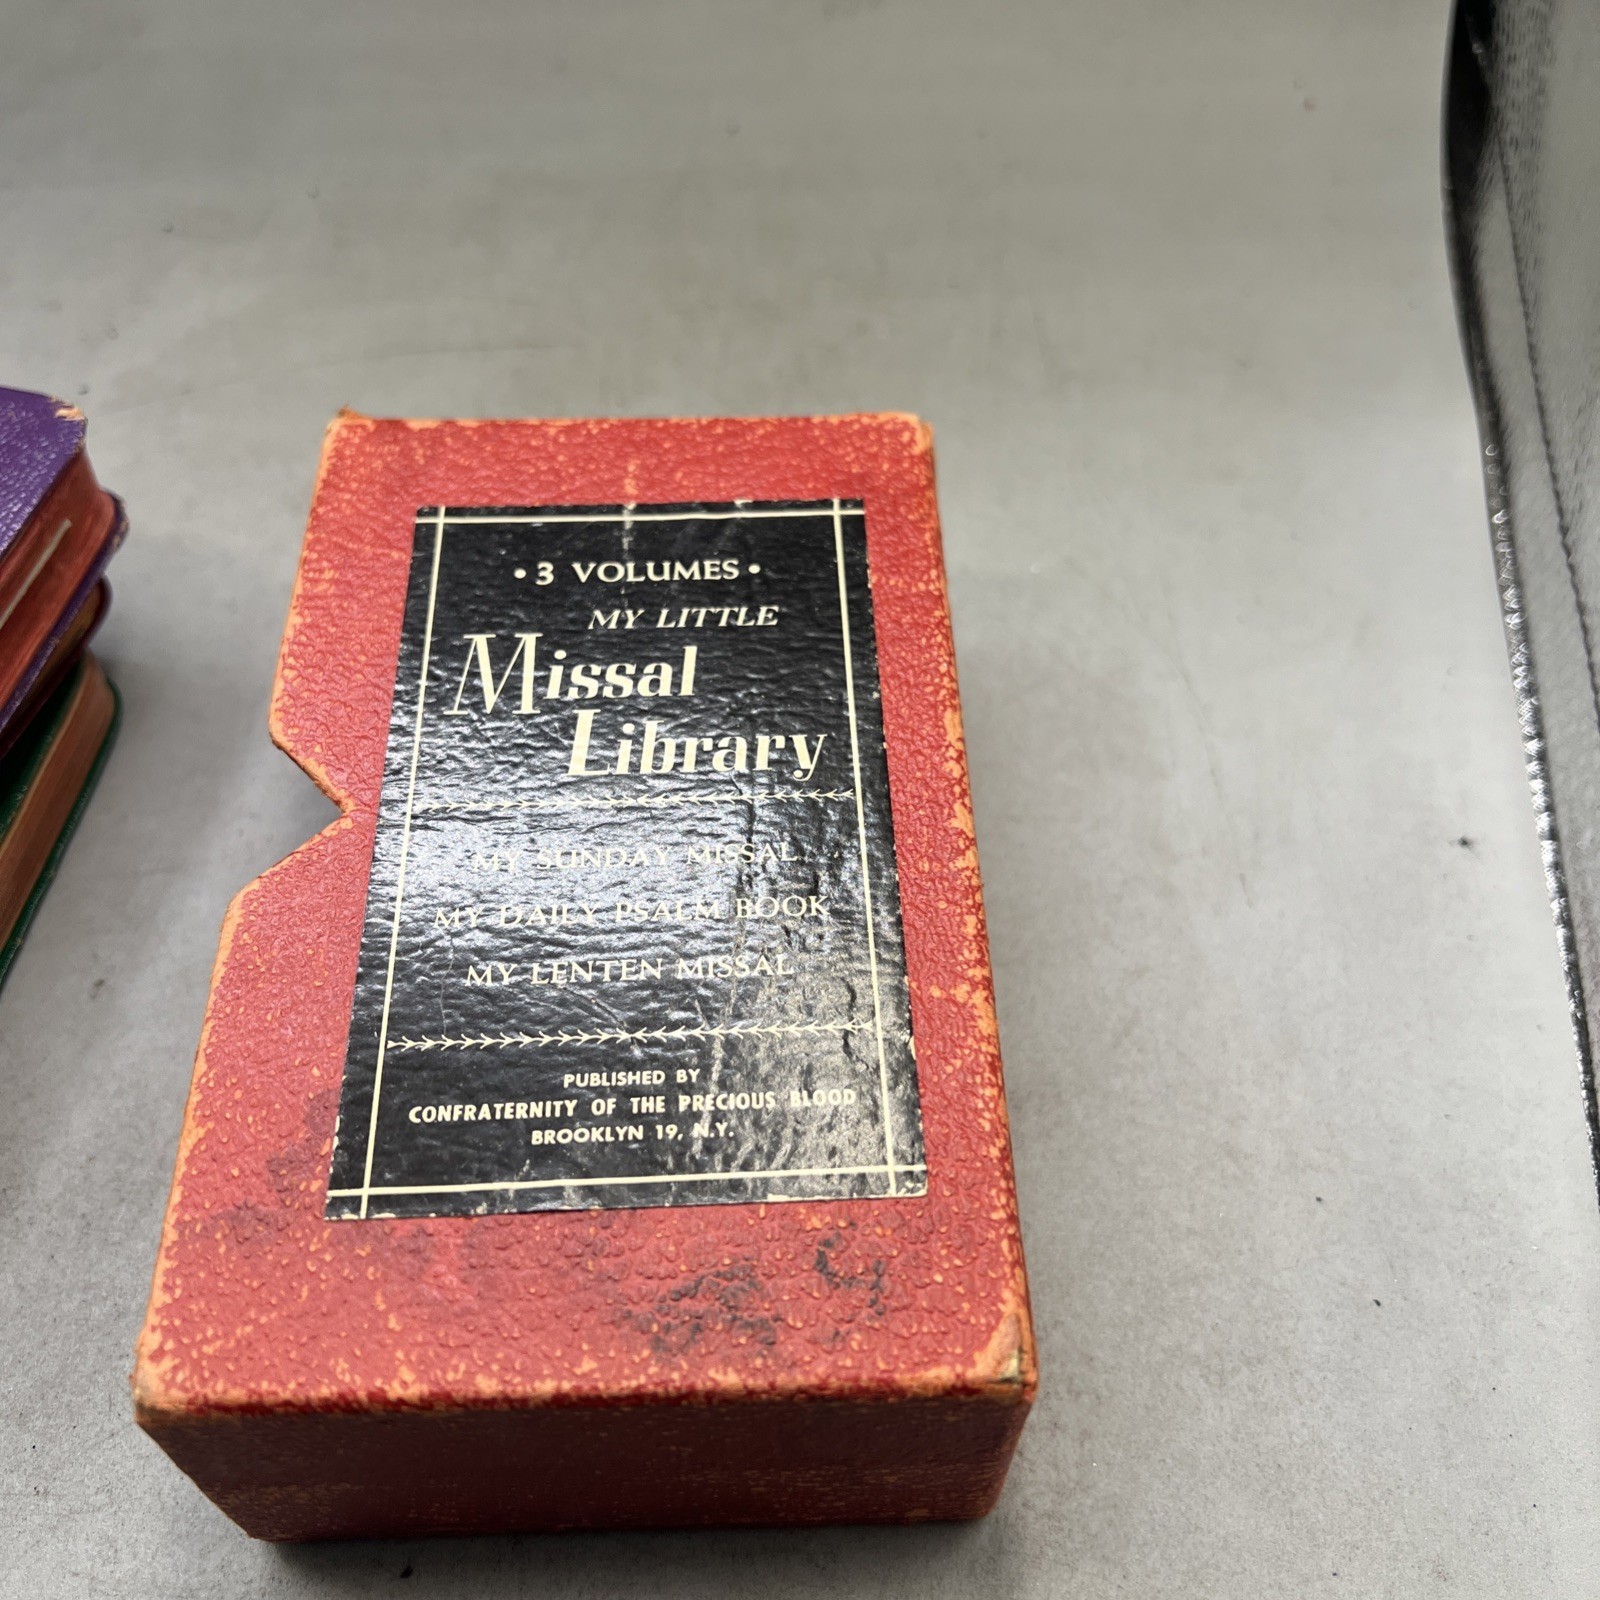 • 3 VOLUMES •
MY LITTLE
Missal
Library
MY SUNDAY MISSAL
MY DAILY PSALM BOOK
MY LENTEN MISSAL
PUBLISHED BY
CONFRATERNITY OF THE PRECIOUS BLOOD
BROOKLYN 19, N.Y.